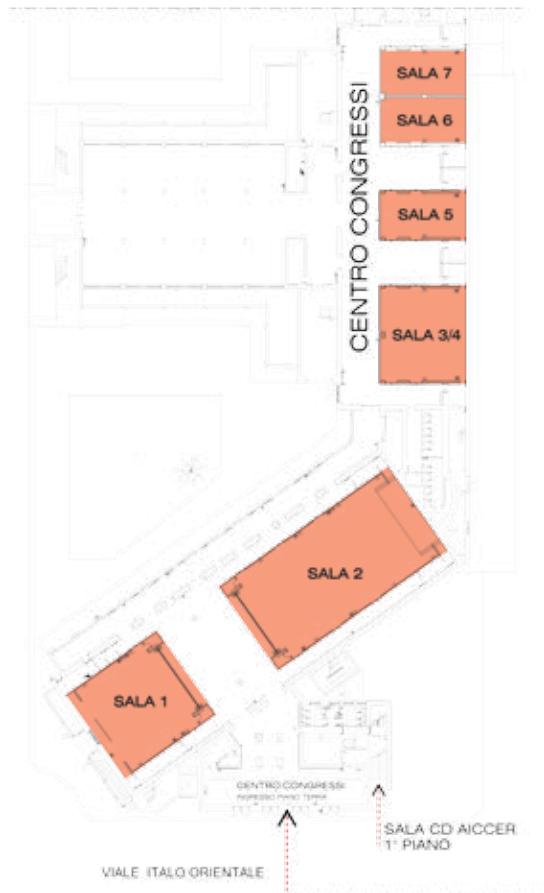 SALA 7
SALA 6
CENTRO CONGRESSI
SALA 5
SALA 3/4
SALA 2
SALA 1
CENTRO CONGRESSI
INGRESSO PIANO TERRA
SALA CD AICCER
1° PIANO
VIALE ITALO ORIENTALE